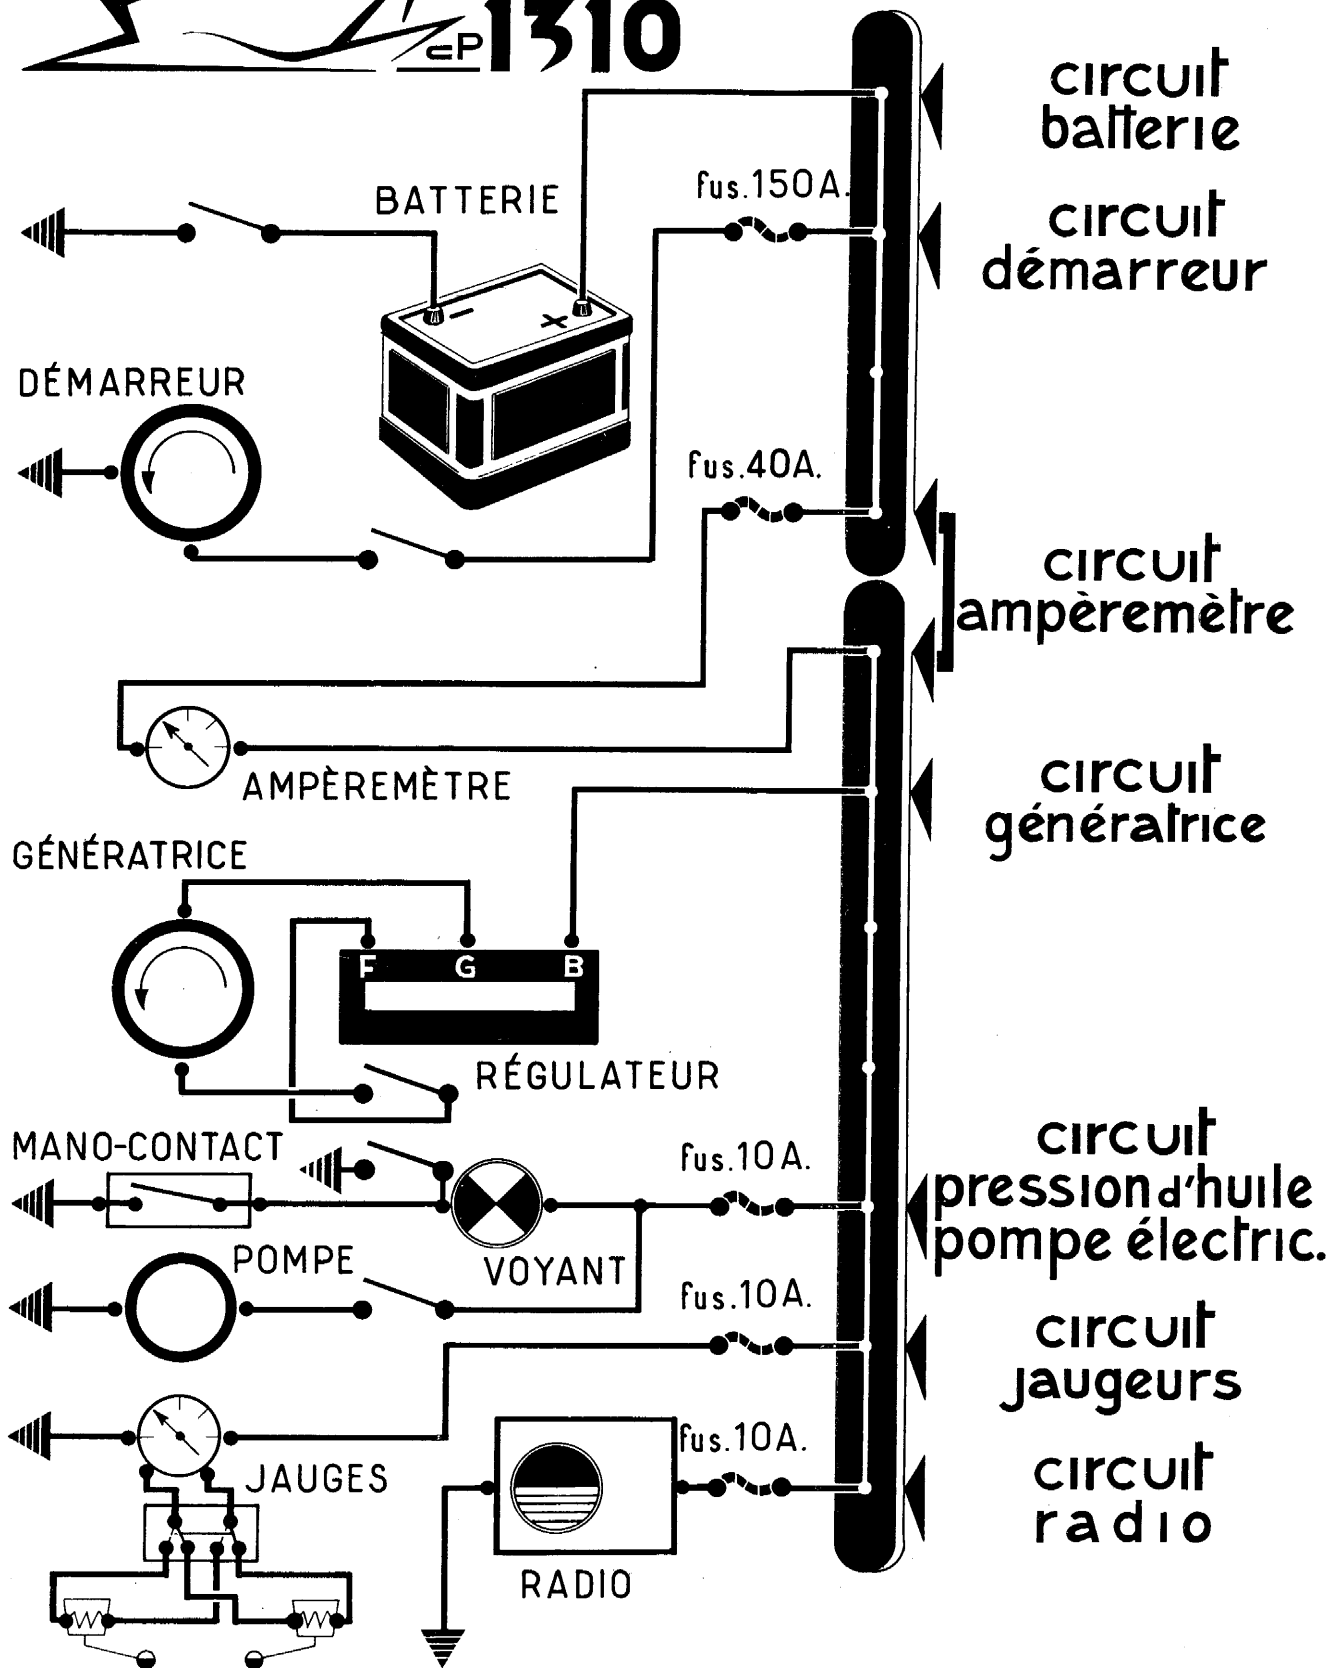 CP 1310
circuit
batterie
fus.150A.
BATTERIE
circuit
démarreur
- +
DÉMARREUR
fus.40A.
circuit
ampèremètre
AMPÈREMÈTRE
circuit
génératrice
GÉNÉRATRICE
F G B
RÉGULATEUR
MANO-CONTACT
fus.10A.
circuit
pression d'huile
pompe électric.
POMPE
VOYANT
fus.10A.
circuit
jaugeurs
JAUGES
fus.10A.
circuit
radio
RADIO